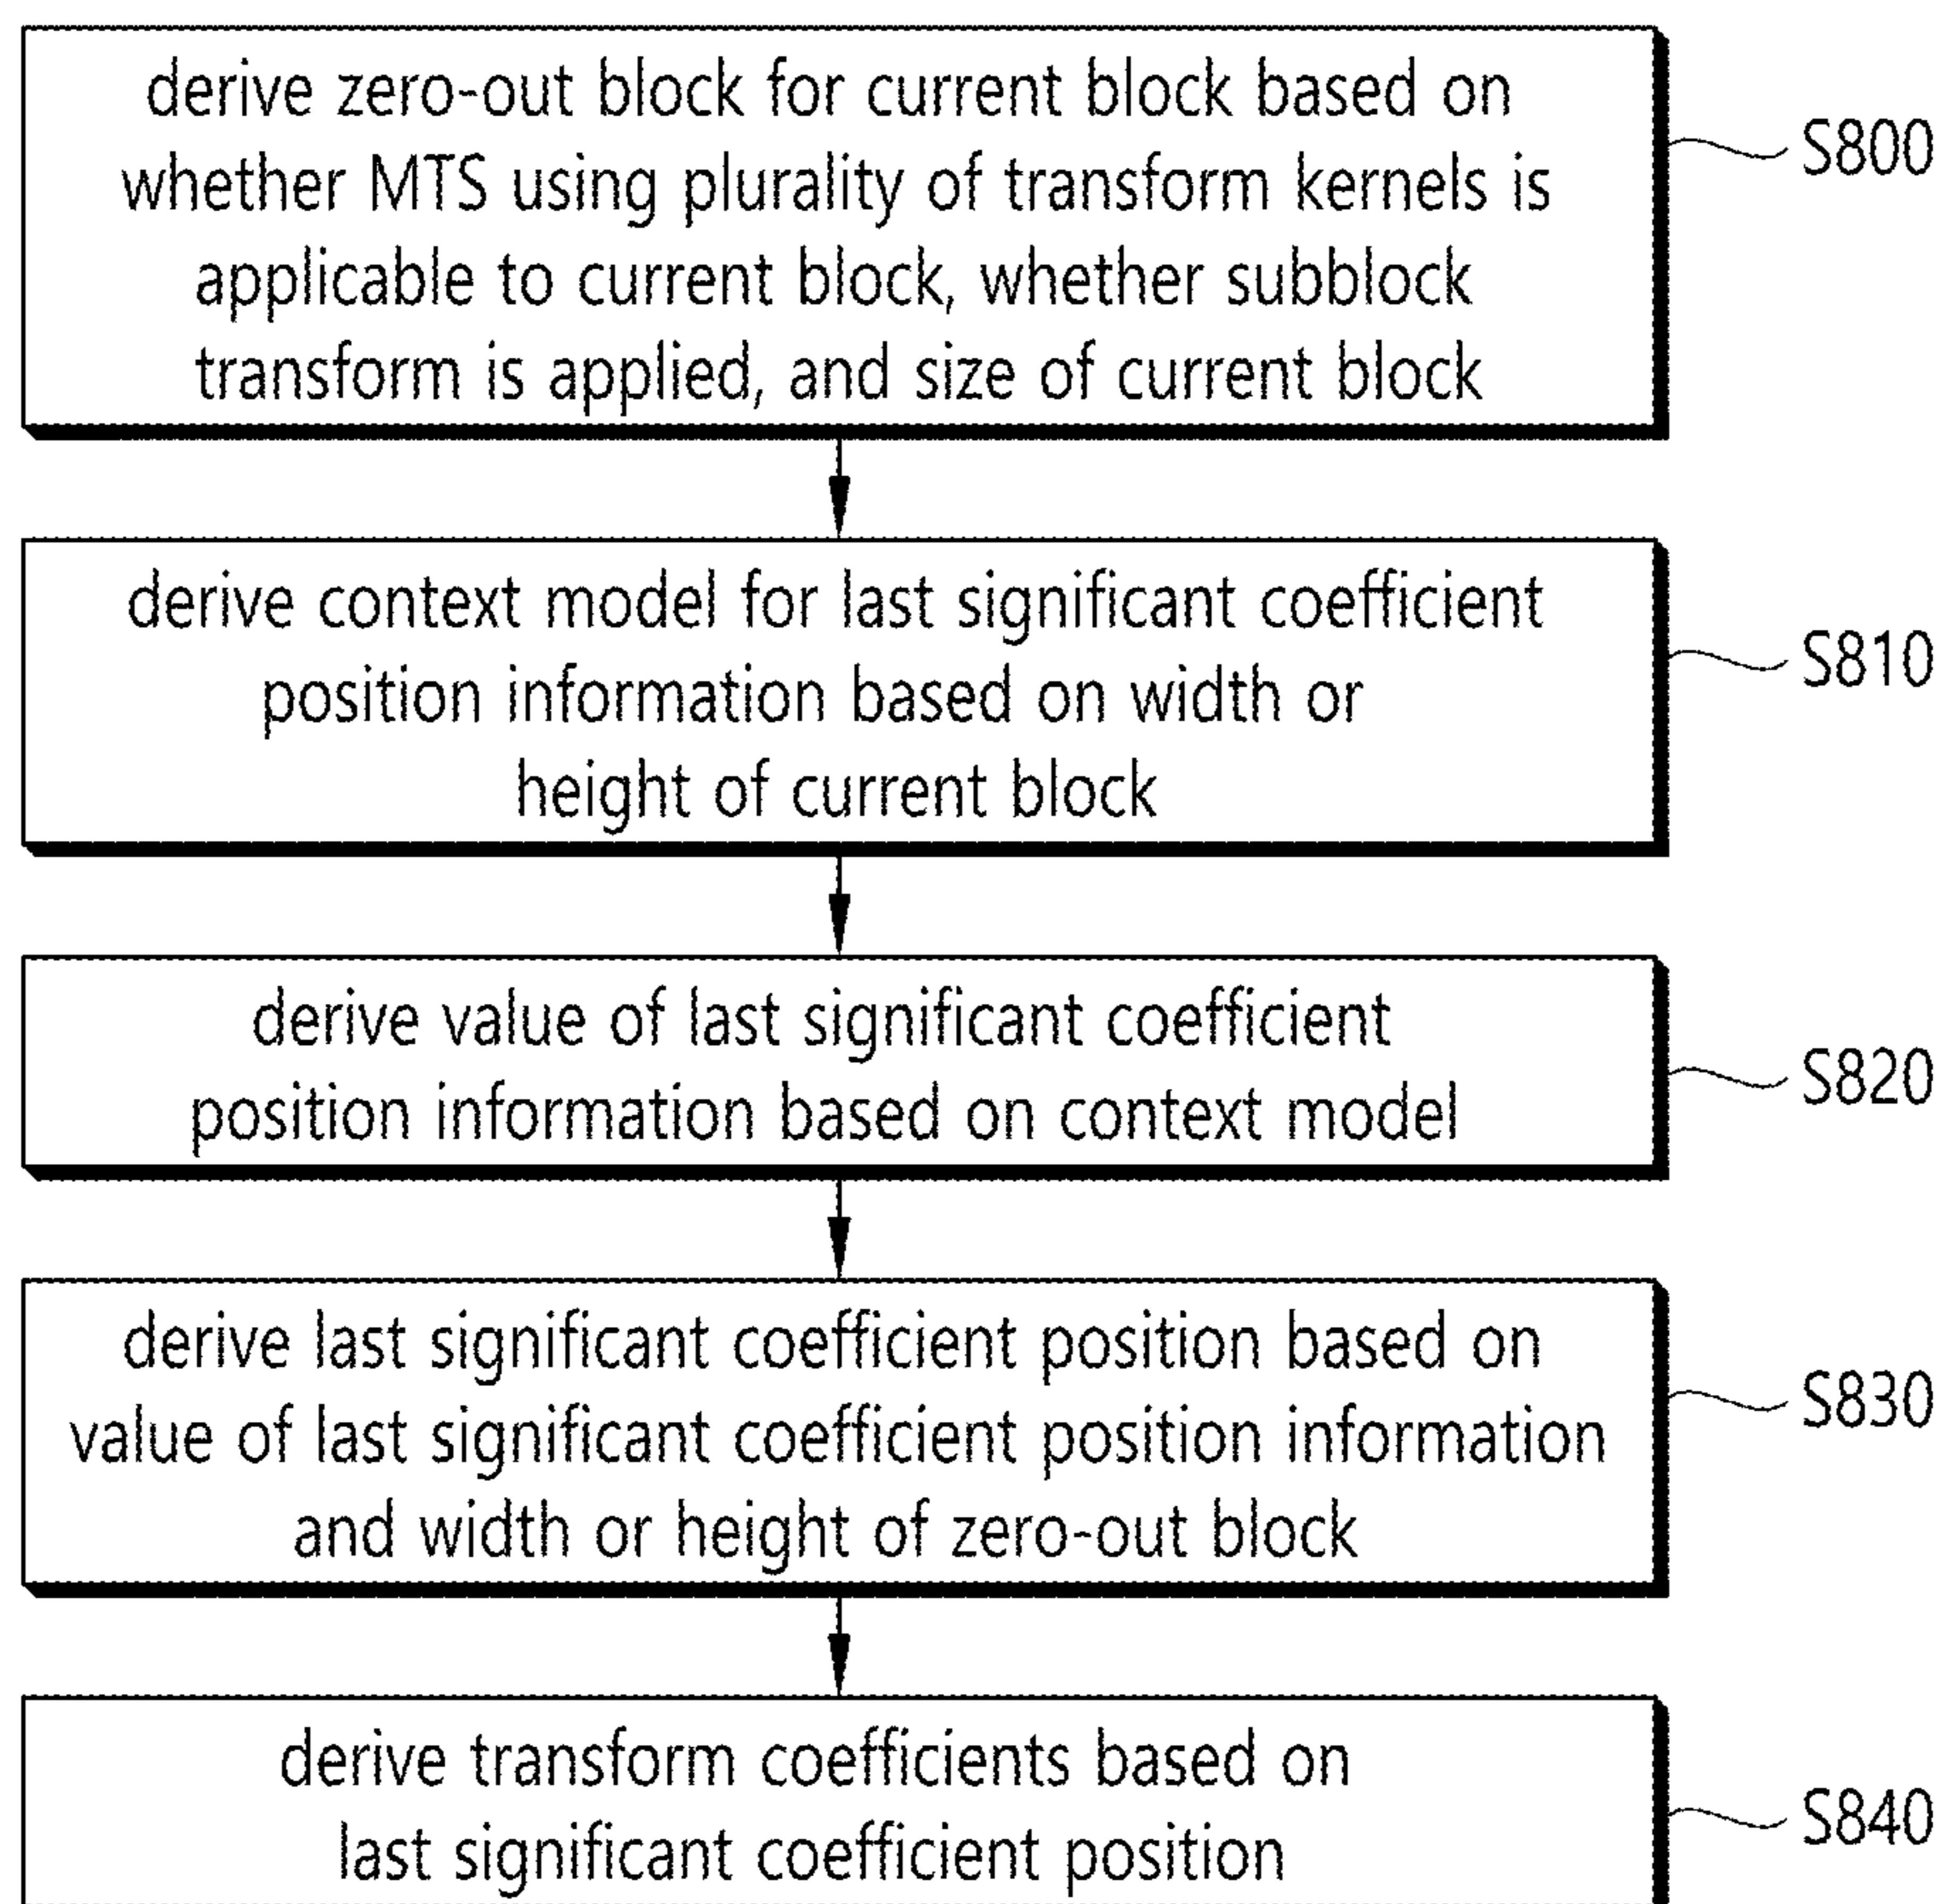 derive zero-out block for current block based on
whether MTS using plurality of transform kernels is
applicable to current block, whether subblock
transform is applied, and size of current block
S800
derive context model for last significant coefficient
position information based on width or
height of current block
S810
derive value of last significant coefficient
position information based on context model
S820
derive last significant coefficient position based on
value of last significant coefficient position information
and width or height of zero-out block
S830
derive transform coefficients based on
last significant coefficient position
S840